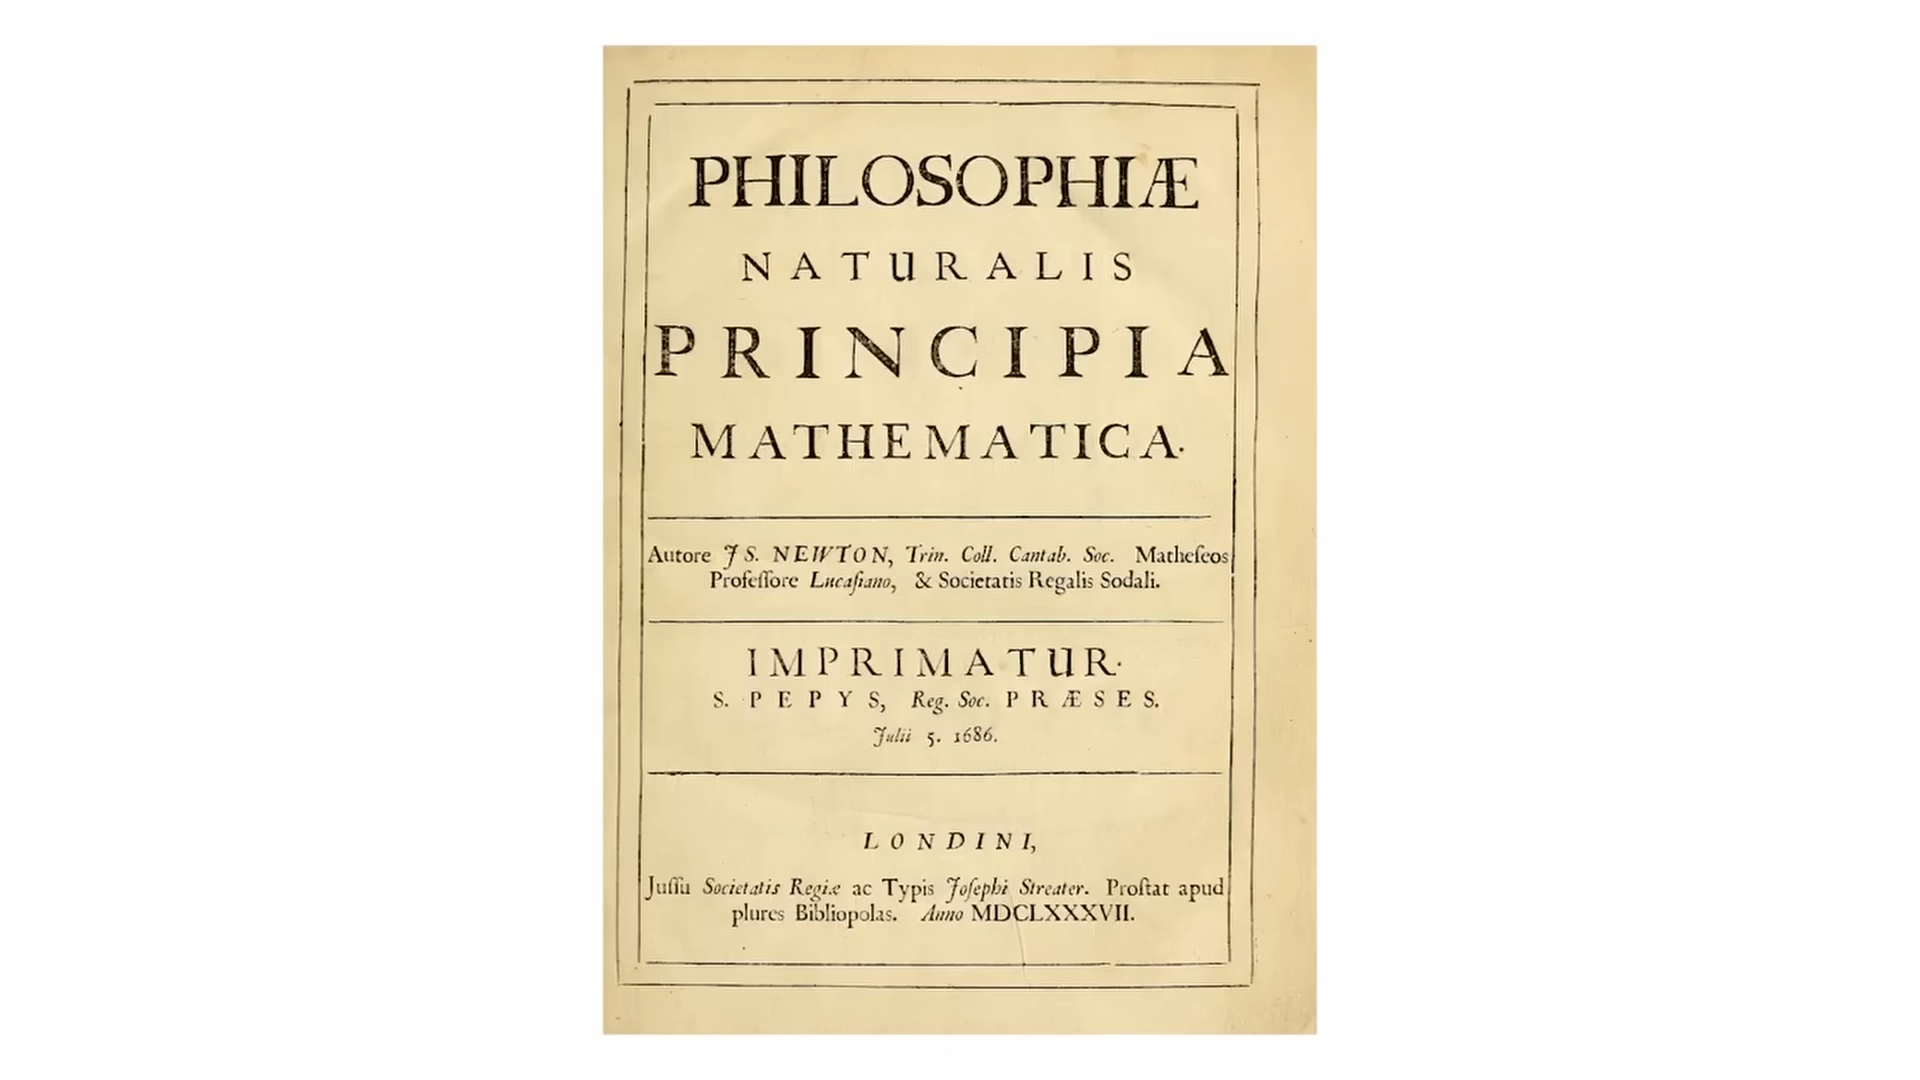 PHILOSOPHIÆ
NATURALIS
PRINCIPIA
MATHEMATICA.
Autore JS. NEWTON, Trin. Coll. Cantab. Soc. Matheſeos
Profeſſore Lucaſiano, & Societatis Regalis Sodali.
IMPRIMATUR.
S. PEPYS, Reg. Soc. PRÆSES.
Julii 5. 1686.
LONDINI,
Juſſu Societatis Regiæ ac Typis Joſephi Streater. Proſtat apud
plures Bibliopolas. Anno MDCLXXXVII.